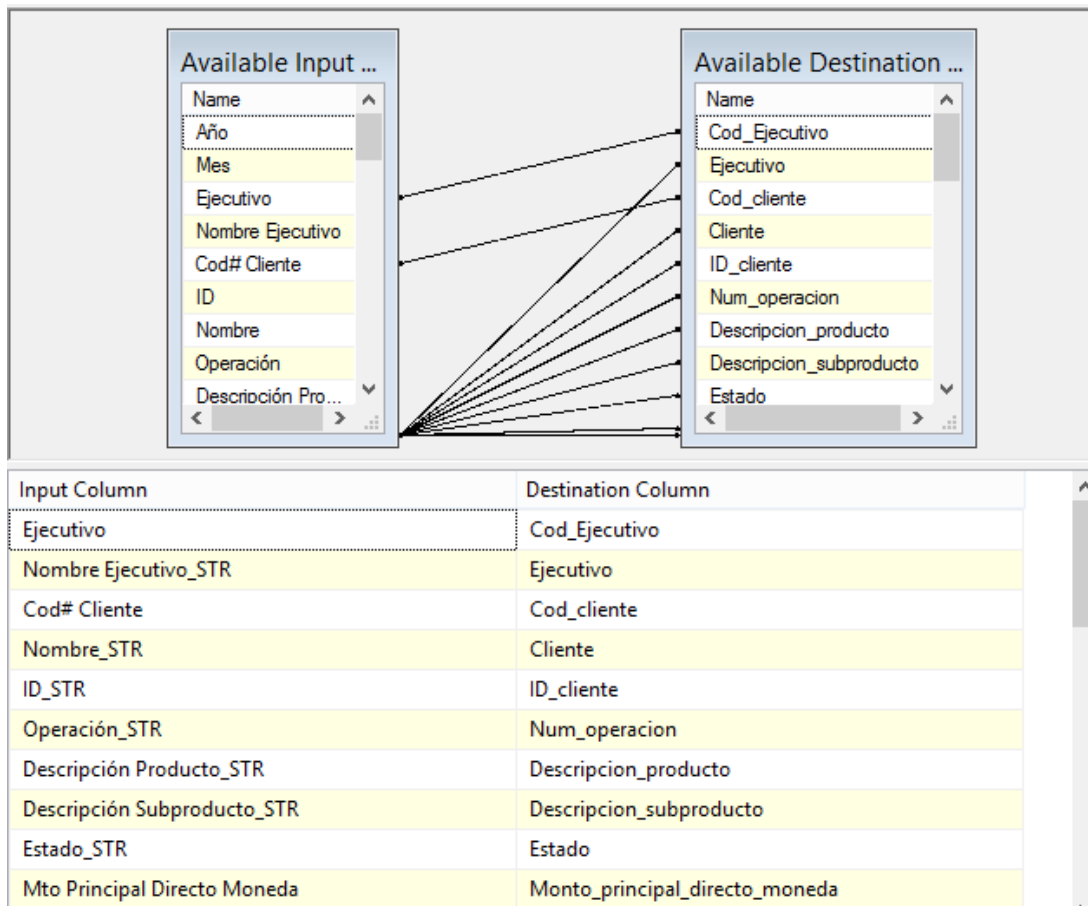 Available Input ...
Name
Año
Mes
Ejecutivo
Nombre Ejecutivo
Cod# Cliente
ID
Nombre
Operación
Descripción Pro...
Available Destination ...
Name
Cod_Ejecutivo
Ejecutivo
Cod_cliente
Cliente
ID_cliente
Num_operacion
Descripcion_producto
Descripcion_subproducto
Estado
Input Column Destination Column
Ejecutivo Cod_Ejecutivo
Nombre Ejecutivo_STR Ejecutivo
Cod# Cliente Cod_cliente
Nombre_STR Cliente
ID_STR ID_cliente
Operación_STR Num_operacion
Descripción Producto_STR Descripcion_producto
Descripción Subproducto_STR Descripcion_subproducto
Estado_STR Estado
Mto Principal Directo Moneda Monto_principal_directo_moneda